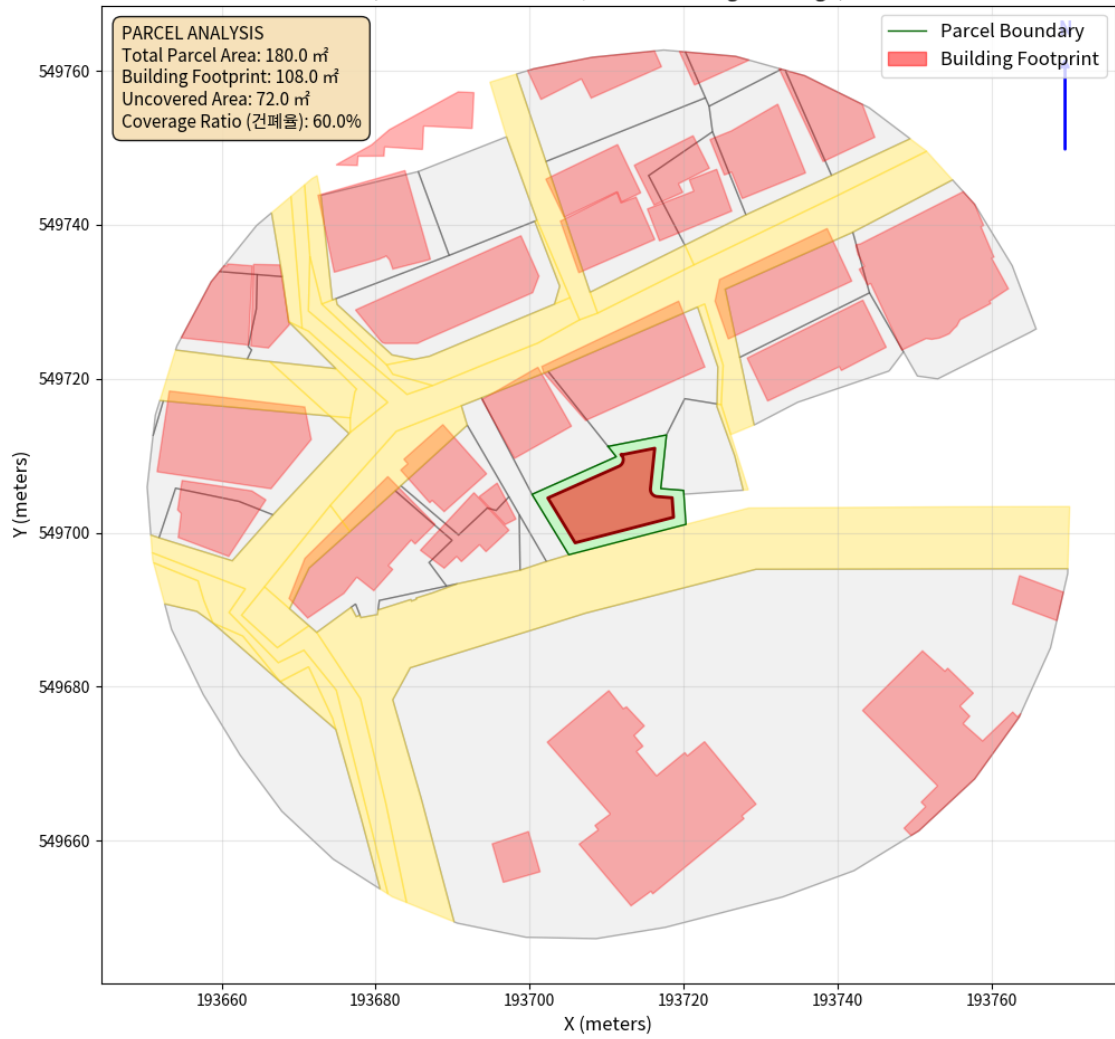 PARCEL ANALYSIS
Total Parcel Area: 180.0 ㎡
Building Footprint: 108.0 ㎡
Uncovered Area: 72.0 ㎡
Coverage Ratio (건폐율): 60.0%
Parcel Boundary
Building Footprint
N
549760
549740
549720
549700
549680
549660
Y (meters)
193660
193680
193700
193720
193740
193760
X (meters)